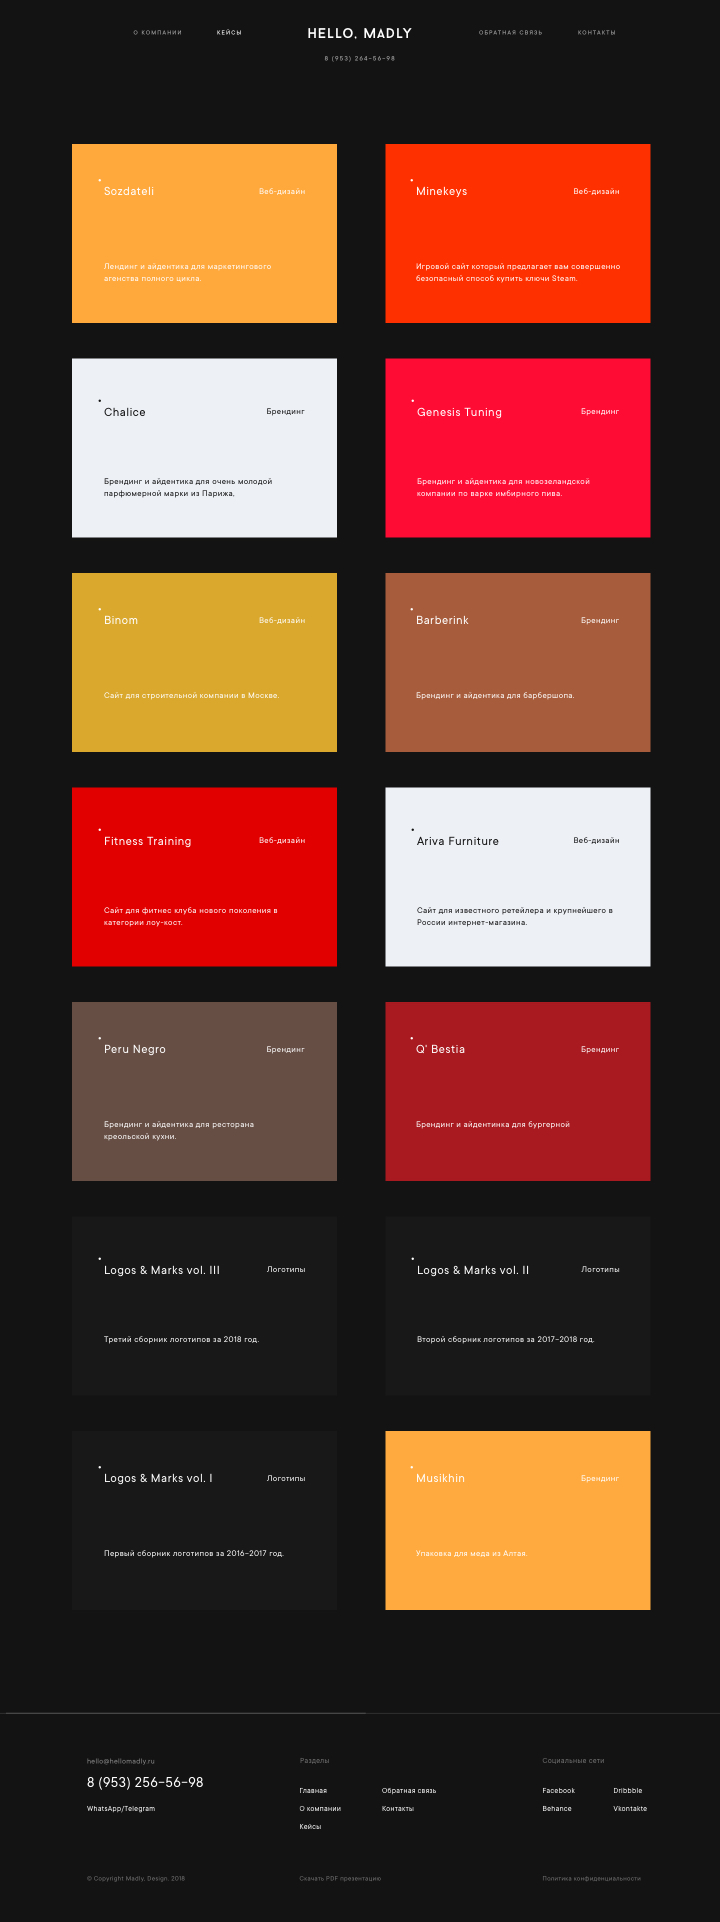 О КОМПАНИИ
КЕЙСЫ
HELLO, MADLY
ОБРАТНАЯ СВЯЗЬ
КОНТАКТЫ
8 (953) 264-56-98
Sozdateli
Веб-дизайн
Лендинг и айдентика для маркетингового
агенства полного цикла.
Minekeys
Веб-дизайн
Игровой сайт который предлагает вам совершенно
безопасный способ купить ключи Steam.
Chalice
Брендинг
Брендинг и айдентика для очень молодой
парфюмерной марки из Парижа,
Genesis Tuning
Брендинг
Брендинг и айдентика для новозеландской
компании по варке имбирного пива.
Binom
Веб-дизайн
Сайт для строительной компании в Москве.
Barberink
Брендинг
Брендинг и айдентика для барбершопа.
Fitness Training
Веб-дизайн
Сайт для фитнес клуба нового поколения в
категории лоу-кост.
Ariva Furniture
Веб-дизайн
Сайт для известного ретейлера и крупнейшего в
России интернет-магазина.
Peru Negro
Брендинг
Брендинг и айдентика для ресторана
креольской кухни.
Q' Bestia
Брендинг
Брендинг и айдентинка для бургерной
Logos & Marks vol. III
Логотипы
Третий сборник логотипов за 2018 год.
Logos & Marks vol. II
Логотипы
Второй сборник логотипов за 2017-2018 год.
Logos & Marks vol. I
Логотипы
Первый сборник логотипов за 2016-2017 год.
Musikhin
Брендинг
Упаковка для меда из Алтая.
hello@hellomadly.ru
8 (953) 256-56-98
WhatsApp/Telegram
Разделы
Главная
Обратная связь
О компании
Контакты
Кейсы
Социальные сети
Facebook
Dribbble
Behance
Vkontakte
© Copyright Madly. Design. 2018
Скачать PDF презентацию
Политика конфиденциальности